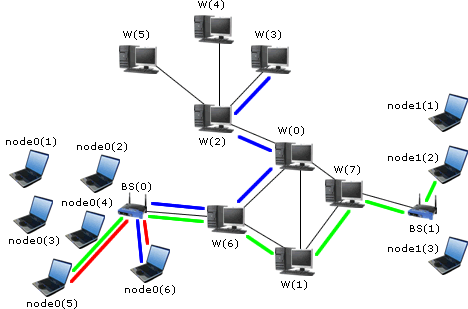 W(4)
W(5)
W(3)
node1(1)
W(2)
W(0)
node0(1)
node0(2)
node1(2)
W(7)
BS(0)
node0(4)
BS(1)
node0(3)
W(6)
node1(3)
W(1)
node0(5)
node0(6)